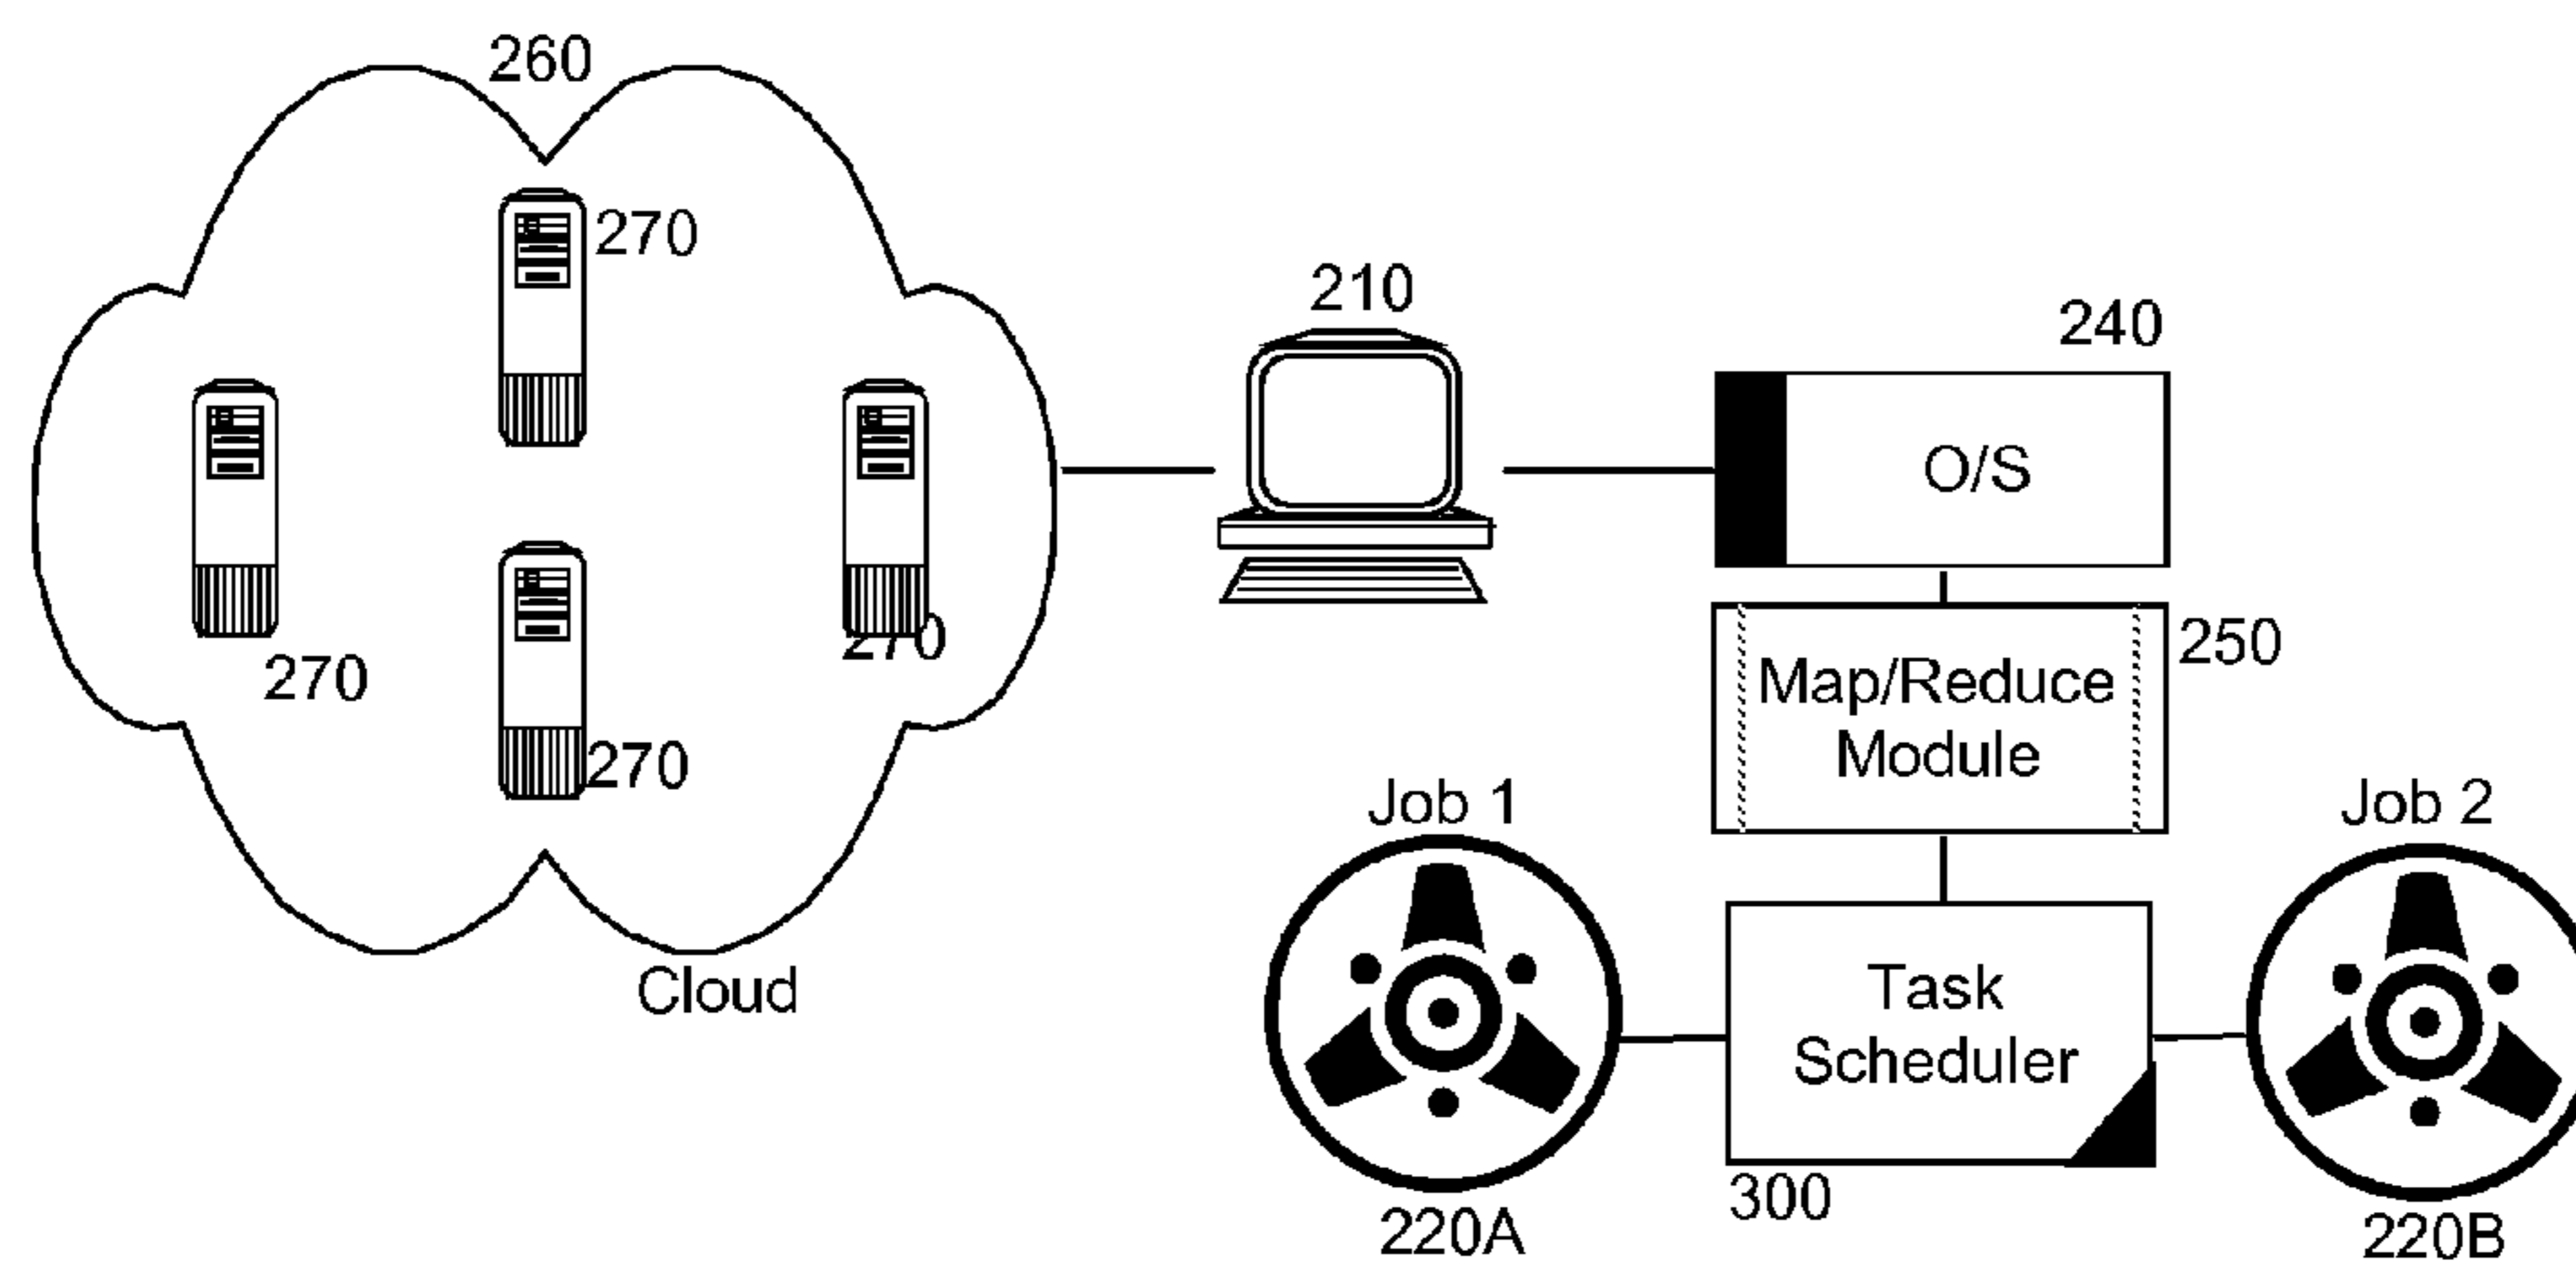 260
270
270
270
270
Cloud
210
240
O/S
250
Map/Reduce
Module
Job 1
Job 2
Task
Scheduler
300
220A
220B